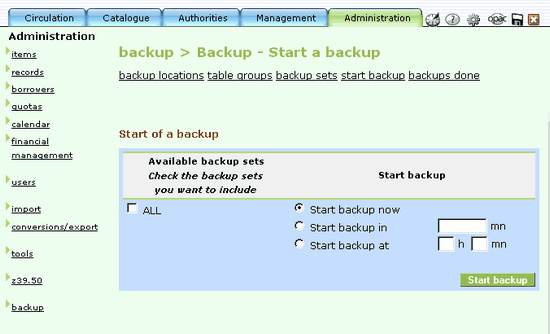 Circulation Catalogue Authorities Management Administration opac
Administration
items
records
borrowers
quotas
calendar
financial
management
users
import
conversions/export
tools
z39.50
backup
backup > Backup - Start a backup
backup locations table groups backup sets start backup backups done
Start of a backup
Available backup sets
Check the backup sets
you want to include
Start backup
ALL
Start backup now
Start backup in mn
Start backup at h mn
Start backup